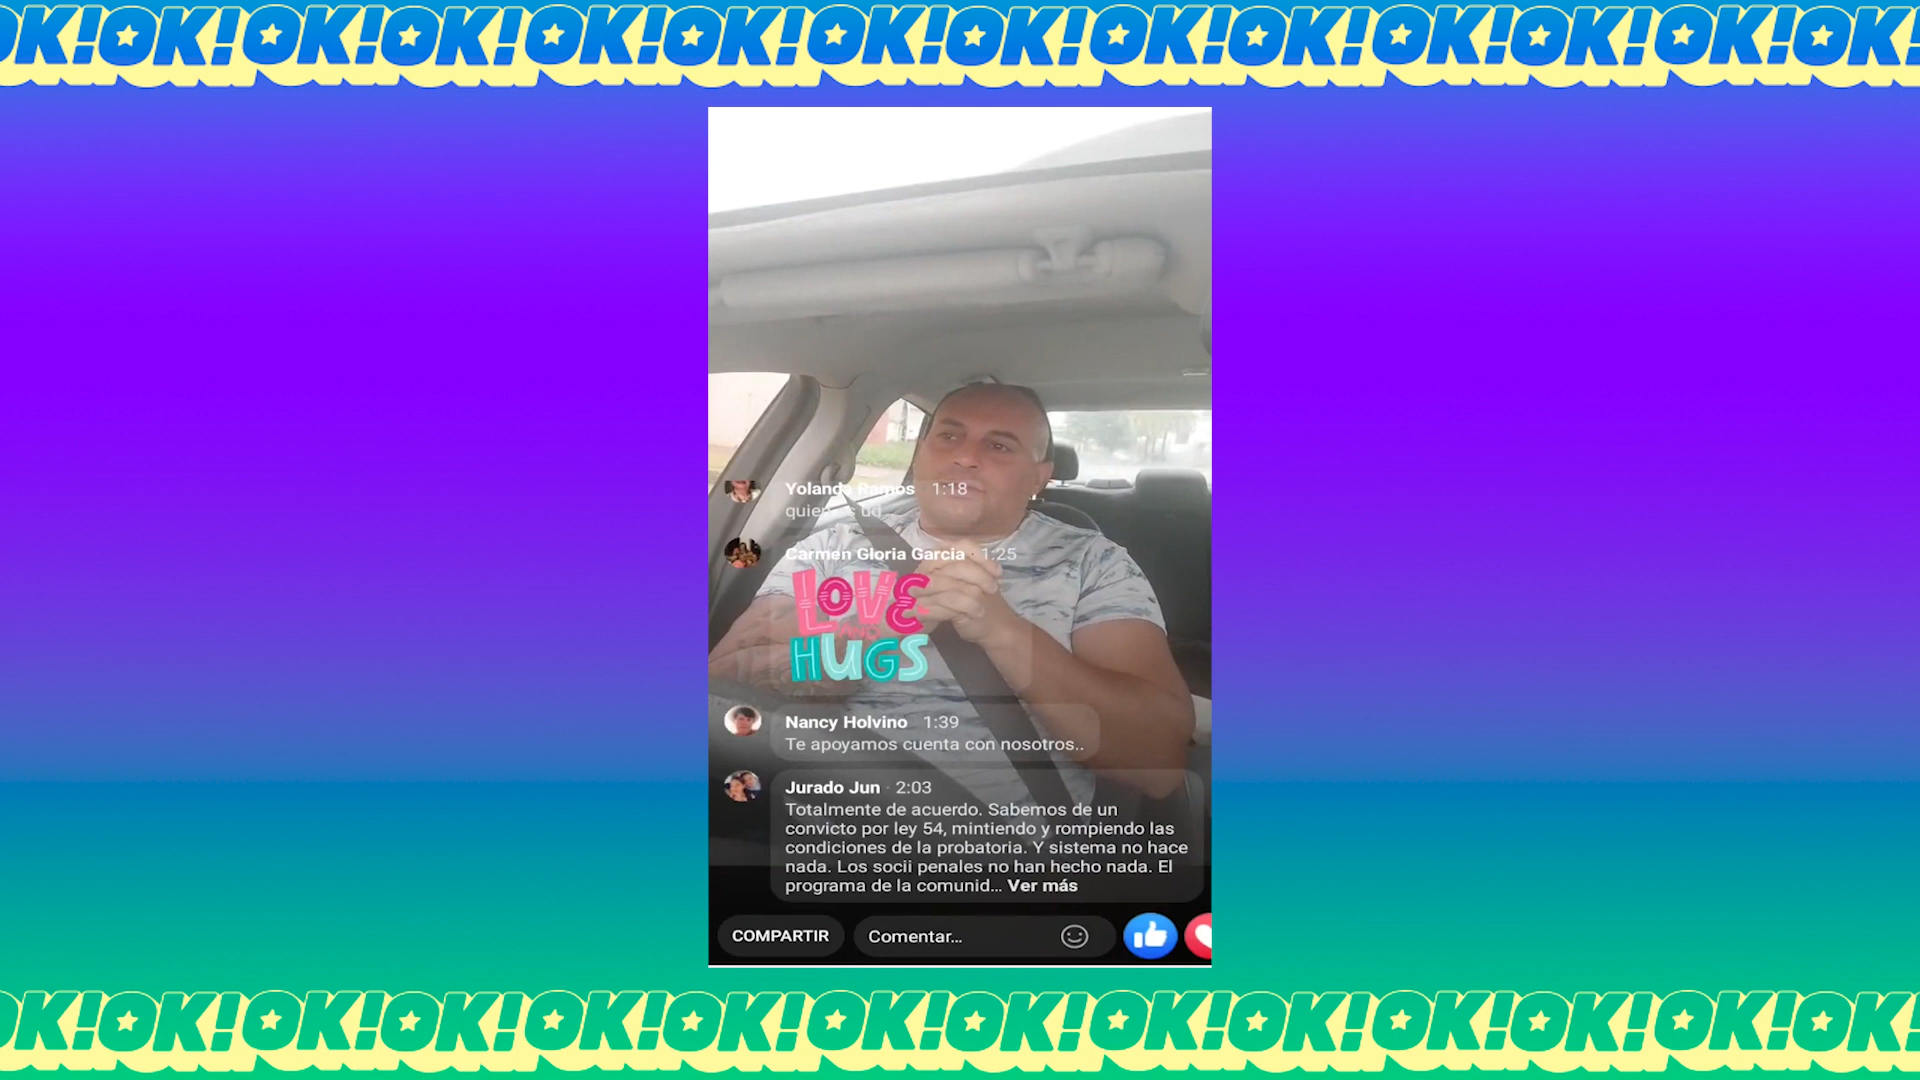 OK! OK! OK! OK! OK! OK! OK! OK! OK! OK! OK! OK! OK! OK!
Yolanda Ramos 1:18
quien es ud
Carmen Gloria Garcia · 1:25
LOVE
AND
HUGS
Nancy Holvino 1:39
Te apoyamos cuenta con nosotros..
Jurado Jun · 2:03
Totalmente de acuerdo. Sabemos de un
convicto por ley 54, mintiendo y rompiendo las
condiciones de la probatoria. Y sistema no hace
nada. Los socii penales no han hecho nada. El
programa de la comunid... Ver más
COMPARTIR
Comentar...
OK! OK! OK! OK! OK! OK! OK! OK! OK! OK! OK! OK! OK! OK!